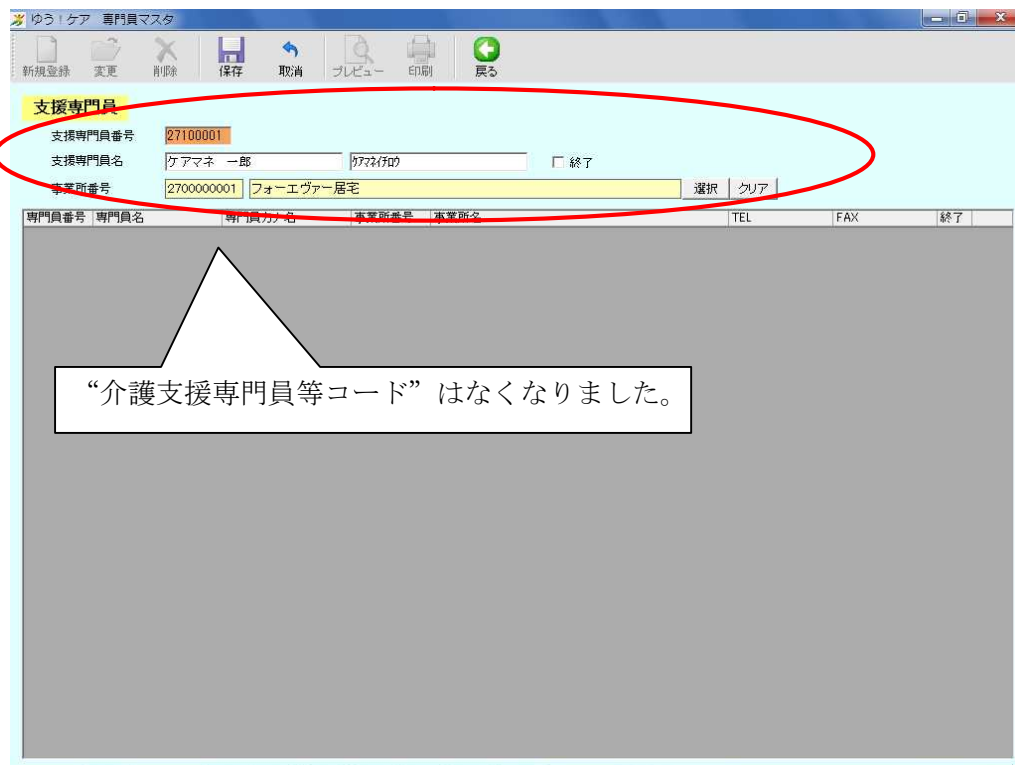 ゆう!ケア 専門員マスタ
新規登録 変更 削除 保存 取消 プレビュー 印刷 戻る
支援専門員
支援専門員番号 27100001
支援専門員名 ケアマネ 一郎 ｹｱﾏﾈｲﾁﾛｳ 終了
事業所番号 2700000001 フォーエヴァー居宅 選択 クリア
専門員番号 専門員名 専門員カナ名 事業所番号 事業所名 TEL FAX 終了
“介護支援専門員等コード”はなくなりました。